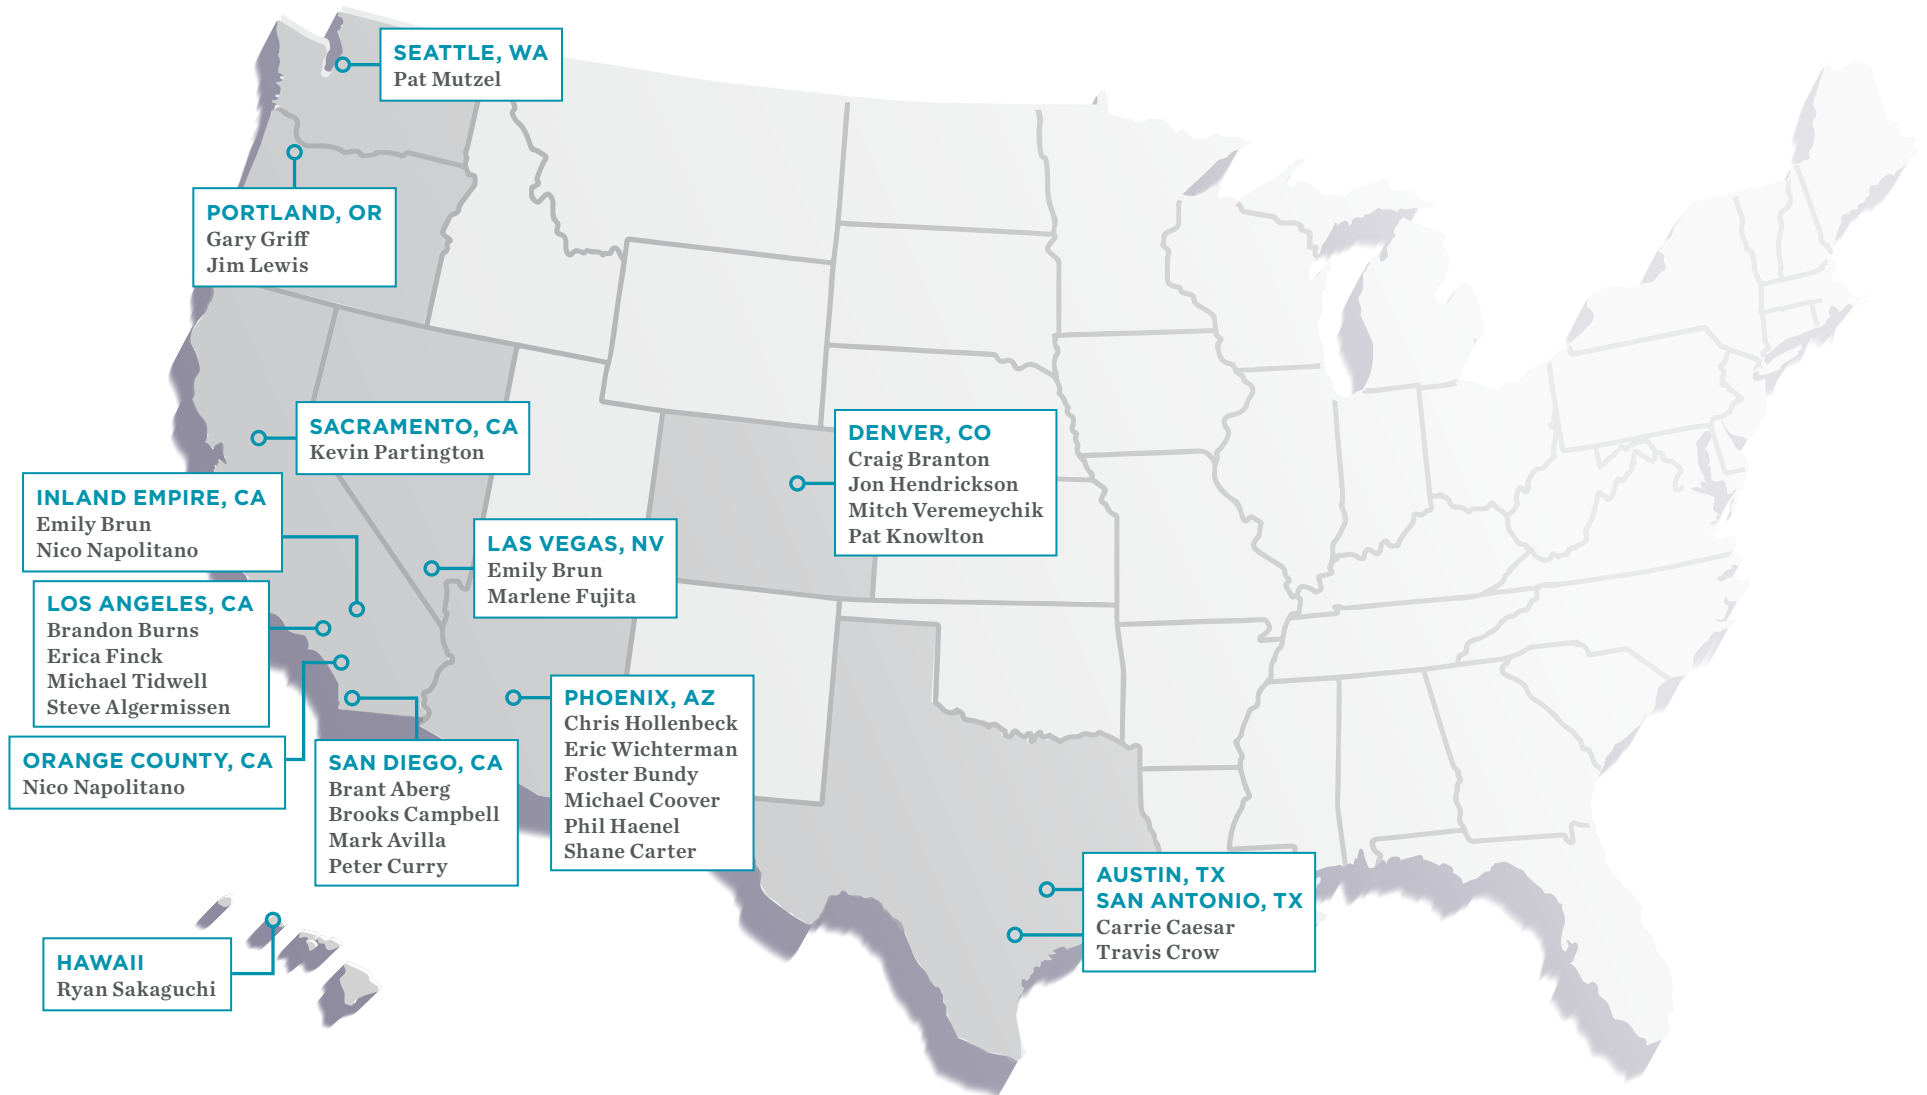 SEATTLE, WA
Pat Mutzel
PORTLAND, OR
Gary Griff
Jim Lewis
SACRAMENTO, CA
Kevin Partington
INLAND EMPIRE, CA
Emily Brun
Nico Napolitano
LOS ANGELES, CA
Brandon Burns
Erica Finck
Michael Tidwell
Steve Algermissen
ORANGE COUNTY, CA
Nico Napolitano
SAN DIEGO, CA
Brant Aberg
Brooks Campbell
Mark Avilla
Peter Curry
LAS VEGAS, NV
Emily Brun
Marlene Fujita
PHOENIX, AZ
Chris Hollenbeck
Eric Wichterman
Foster Bundy
Michael Coover
Phil Haenel
Shane Carter
DENVER, CO
Craig Branton
Jon Hendrickson
Mitch Veremeychik
Pat Knowlton
AUSTIN, TX
SAN ANTONIO, TX
Carrie Caesar
Travis Crow
HAWAII
Ryan Sakaguchi